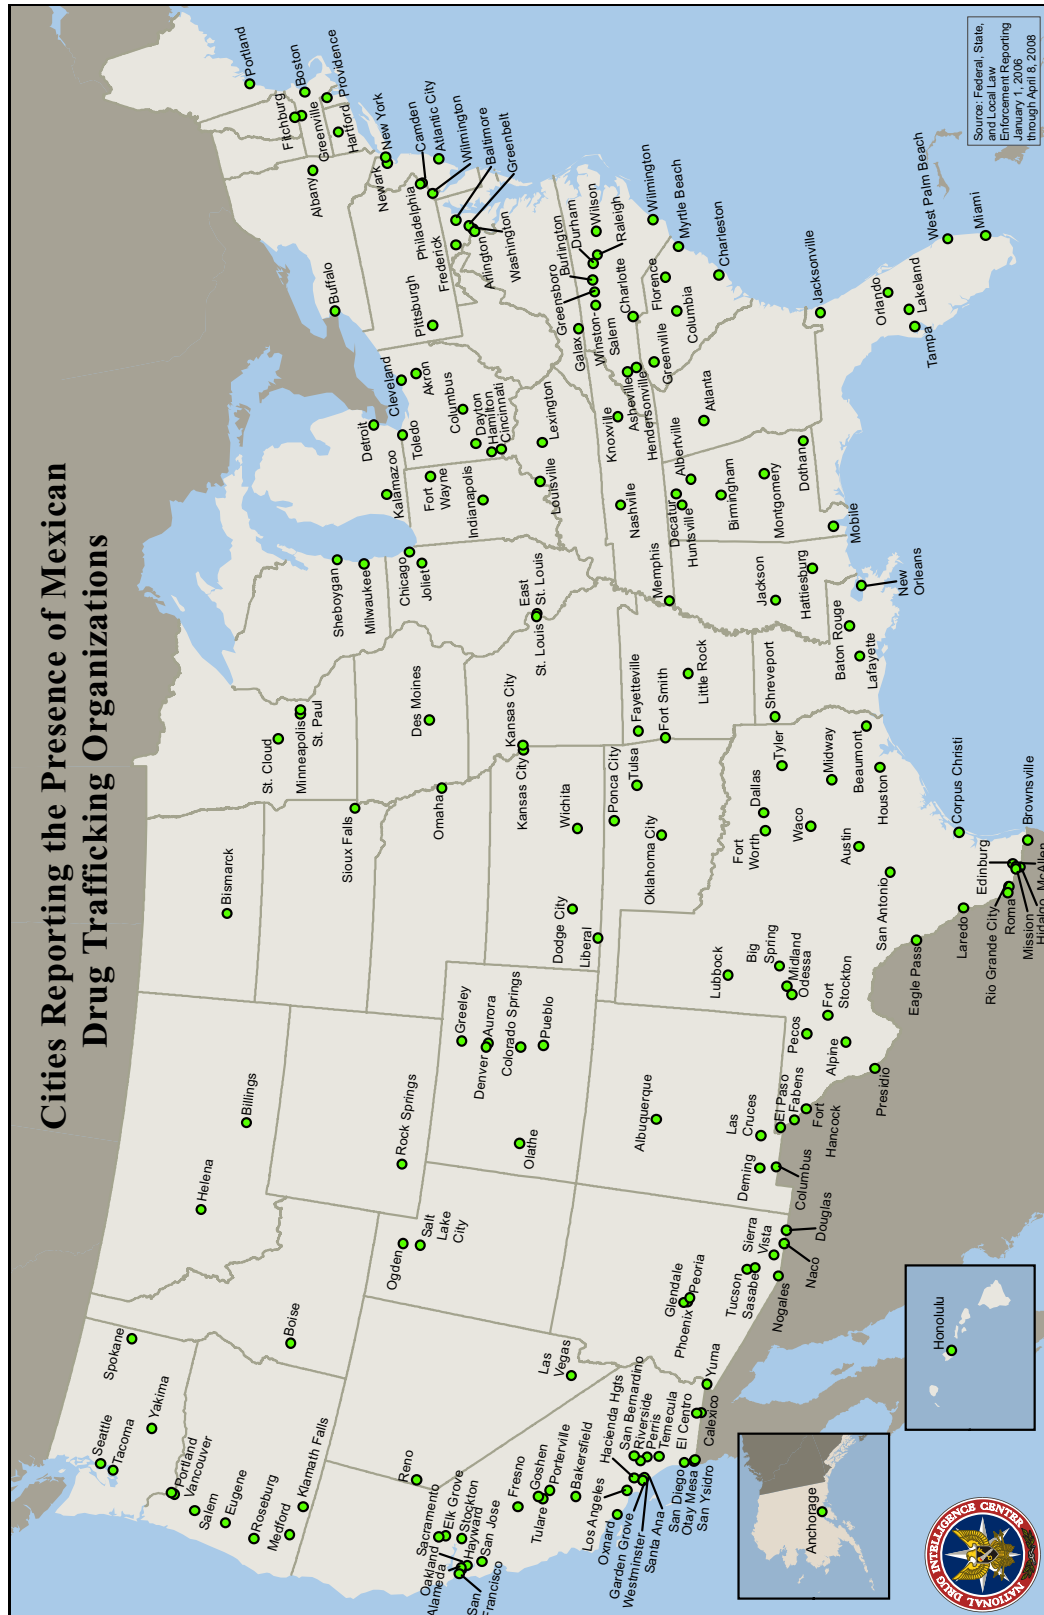 Cities Reporting the Presence of Mexican
Drug Trafficking Organizations
Seattle
Tacoma
Spokane
Yakima
Portland
Vancouver
Salem
Eugene
Roseburg
Medford
Klamath Falls
Boise
Helena
Billings
Bismarck
Sioux Falls
St. Cloud
Minneapolis
St. Paul
Sheboygan
Milwaukee
Chicago
Joliet
Detroit
Kalamazoo
Toledo
Cleveland
Akron
Columbus
Dayton
Hamilton
Cincinnati
Fort
Wayne
Indianapolis
Buffalo
Albany
Fitchburg
Greenville
Hartford
Portland
Boston
Providence
New York
Newark
Camden
Atlantic City
Wilmington
Baltimore
Greenbelt
Philadelphia
Frederick
Arlington
Washington
Pittsburgh
Reno
Sacramento
Elk Grove
Stockton
Oakland
Hayward
Alameda
San Jose
San
Francisco
Fresno
Goshen
Tulare
Porterville
Bakersfield
Los Angeles
Hacienda Hgts
San Bernardino
Riverside
Perris
Temecula
El Centro
Calexico
Oxnard
Garden Grove
Westminster
Santa Ana
San Diego
Otay Mesa
San Ysidro
Las
Vegas
Ogden
Salt
Lake
City
Rock Springs
Greeley
Denver
Aurora
Colorado Springs
Pueblo
Olathe
Omaha
Des Moines
Kansas City
Kansas City
Wichita
Dodge City
Liberal
St. Louis
East
St. Louis
Louisville
Lexington
Yuma
Glendale
Phoenix
Peoria
Tucson
Sasabe
Sierra
Vista
Nogales
Naco
Douglas
Albuquerque
Las
Cruces
Deming
Columbus
El Paso
Fabens
Fort
Hancock
Pecos
Alpine
Presidio
Fort
Stockton
Lubbock
Big
Spring
Midland
Odessa
Ponca City
Tulsa
Oklahoma City
Fayetteville
Fort Smith
Little Rock
Fort
Worth
Dallas
Tyler
Waco
Midway
Austin
Beaumont
Houston
San Antonio
Eagle Pass
Laredo
Corpus Christi
Rio Grande City
Roma
Edinburg
Mission
Hidalgo
McAllen
Brownsville
Shreveport
Baton Rouge
Lafayette
New
Orleans
Jackson
Hattiesburg
Memphis
Nashville
Knoxville
Decatur
Huntsville
Albertville
Birmingham
Montgomery
Dothan
Mobile
Atlanta
Galax
Greensboro
Burlington
Durham
Wilson
Raleigh
Winston-
Salem
Charlotte
Asheville
Hendersonville
Greenville
Florence
Columbia
Wilmington
Myrtle Beach
Charleston
Jacksonville
Orlando
Lakeland
Tampa
West Palm Beach
Miami
Anchorage
Honolulu
NATIONAL DRUG INTELLIGENCE CENTER
Source: Federal, State,
and Local Law
Enforcement Reporting
January 1, 2006
through April 8, 2008